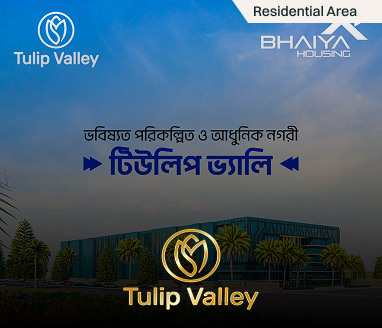 Residential Area
Tulip Valley
BHAIYA
HOUSING
ভবিষ্যত পরিকল্পিত ও আধুনিক নগরী
টিউলিপ ভ্যালি
Tulip Valley